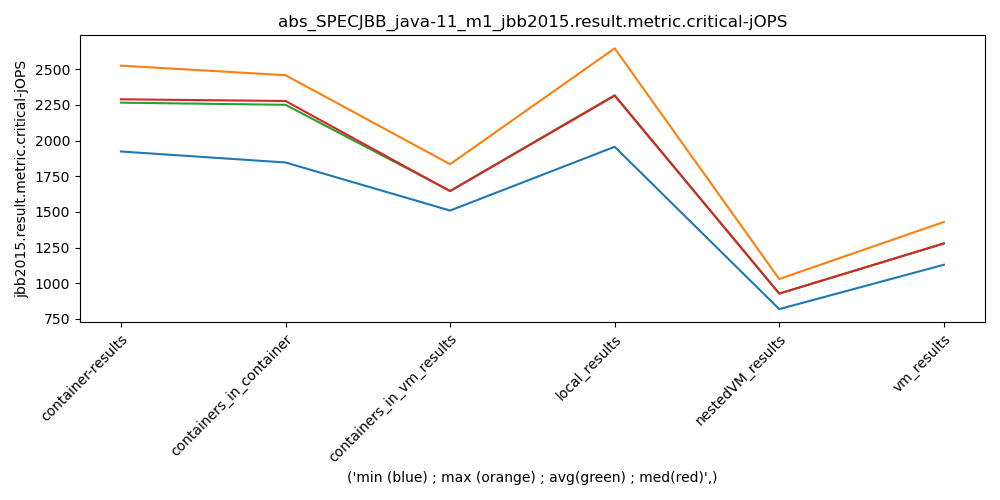 abs_SPECJBB_java-11_m1_jbb2015.result.metric.critical-jOPS
jbb2015.result.metric.critical-jOPS
2500
2250
2000
1750
1500
1250
1000
750
container-results
containers_in_container
containers_in_vm_results
local_results
nestedVM_results
vm_results
('min (blue) ; max (orange) ; avg(green) ; med(red)',)